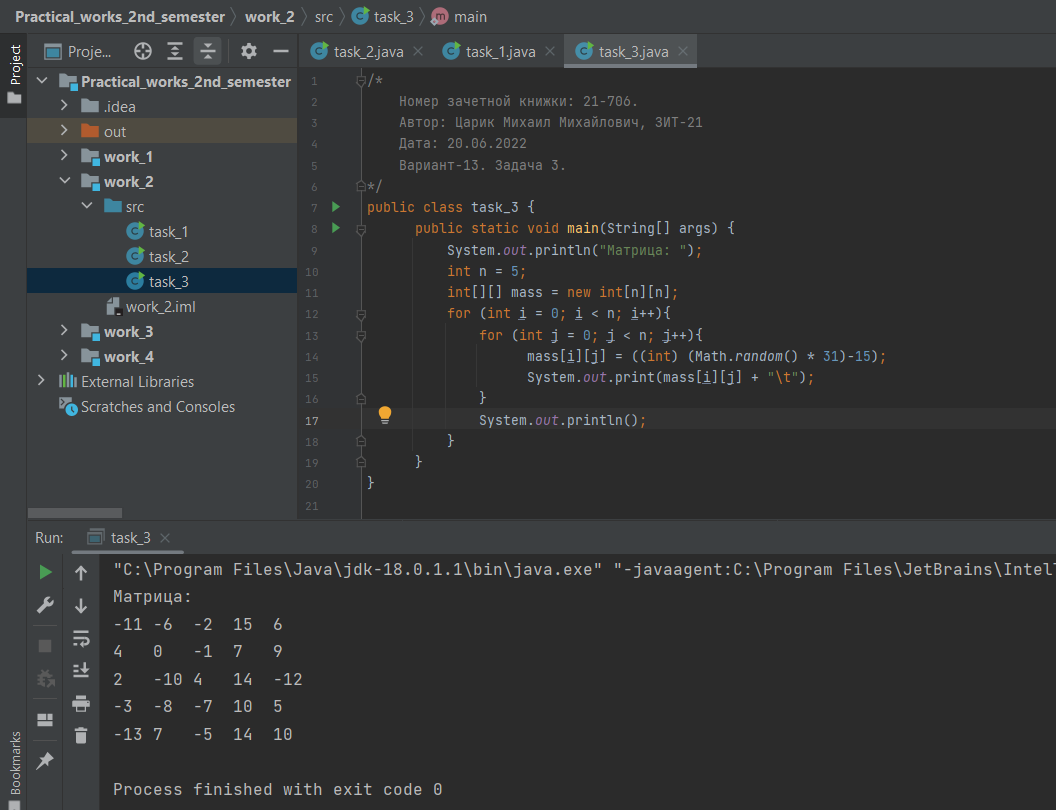 Practical_works_2nd_semester work_2 src task_3 main
Project
Proje...
task_2.java task_1.java task_3.java
Practical_works_2nd_semester
.idea
out
work_1
work_2
src
task_1
task_2
task_3
work_2.iml
work_3
work_4
External Libraries
Scratches and Consoles
1 /*
2 Номер зачетной книжки: 21-706.
3 Автор: Царик Михаил Михайлович, ЗИТ-21
4 Дата: 20.06.2022
5 Вариант-13. Задача 3.
6 */
7 public class task_3 {
8 public static void main(String[] args) {
9 System.out.println("Матрица: ");
10 int n = 5;
11 int[][] mass = new int[n][n];
12 for (int i = 0; i < n; i++){
13 for (int j = 0; j < n; j++){
14 mass[i][j] = ((int) (Math.random() * 31)-15);
15 System.out.print(mass[i][j] + "\t");
16 }
17 System.out.println();
18 }
19 }
20 }
21
Run: task_3
"C:\Program Files\Java\jdk-18.0.1.1\bin\java.exe" "-javaagent:C:\Program Files\JetBrains\Intel
Матрица:
-11 -6 -2 15 6
4 0 -1 7 9
2 -10 4 14 -12
-3 -8 -7 10 5
-13 7 -5 14 10
Process finished with exit code 0
Bookmarks